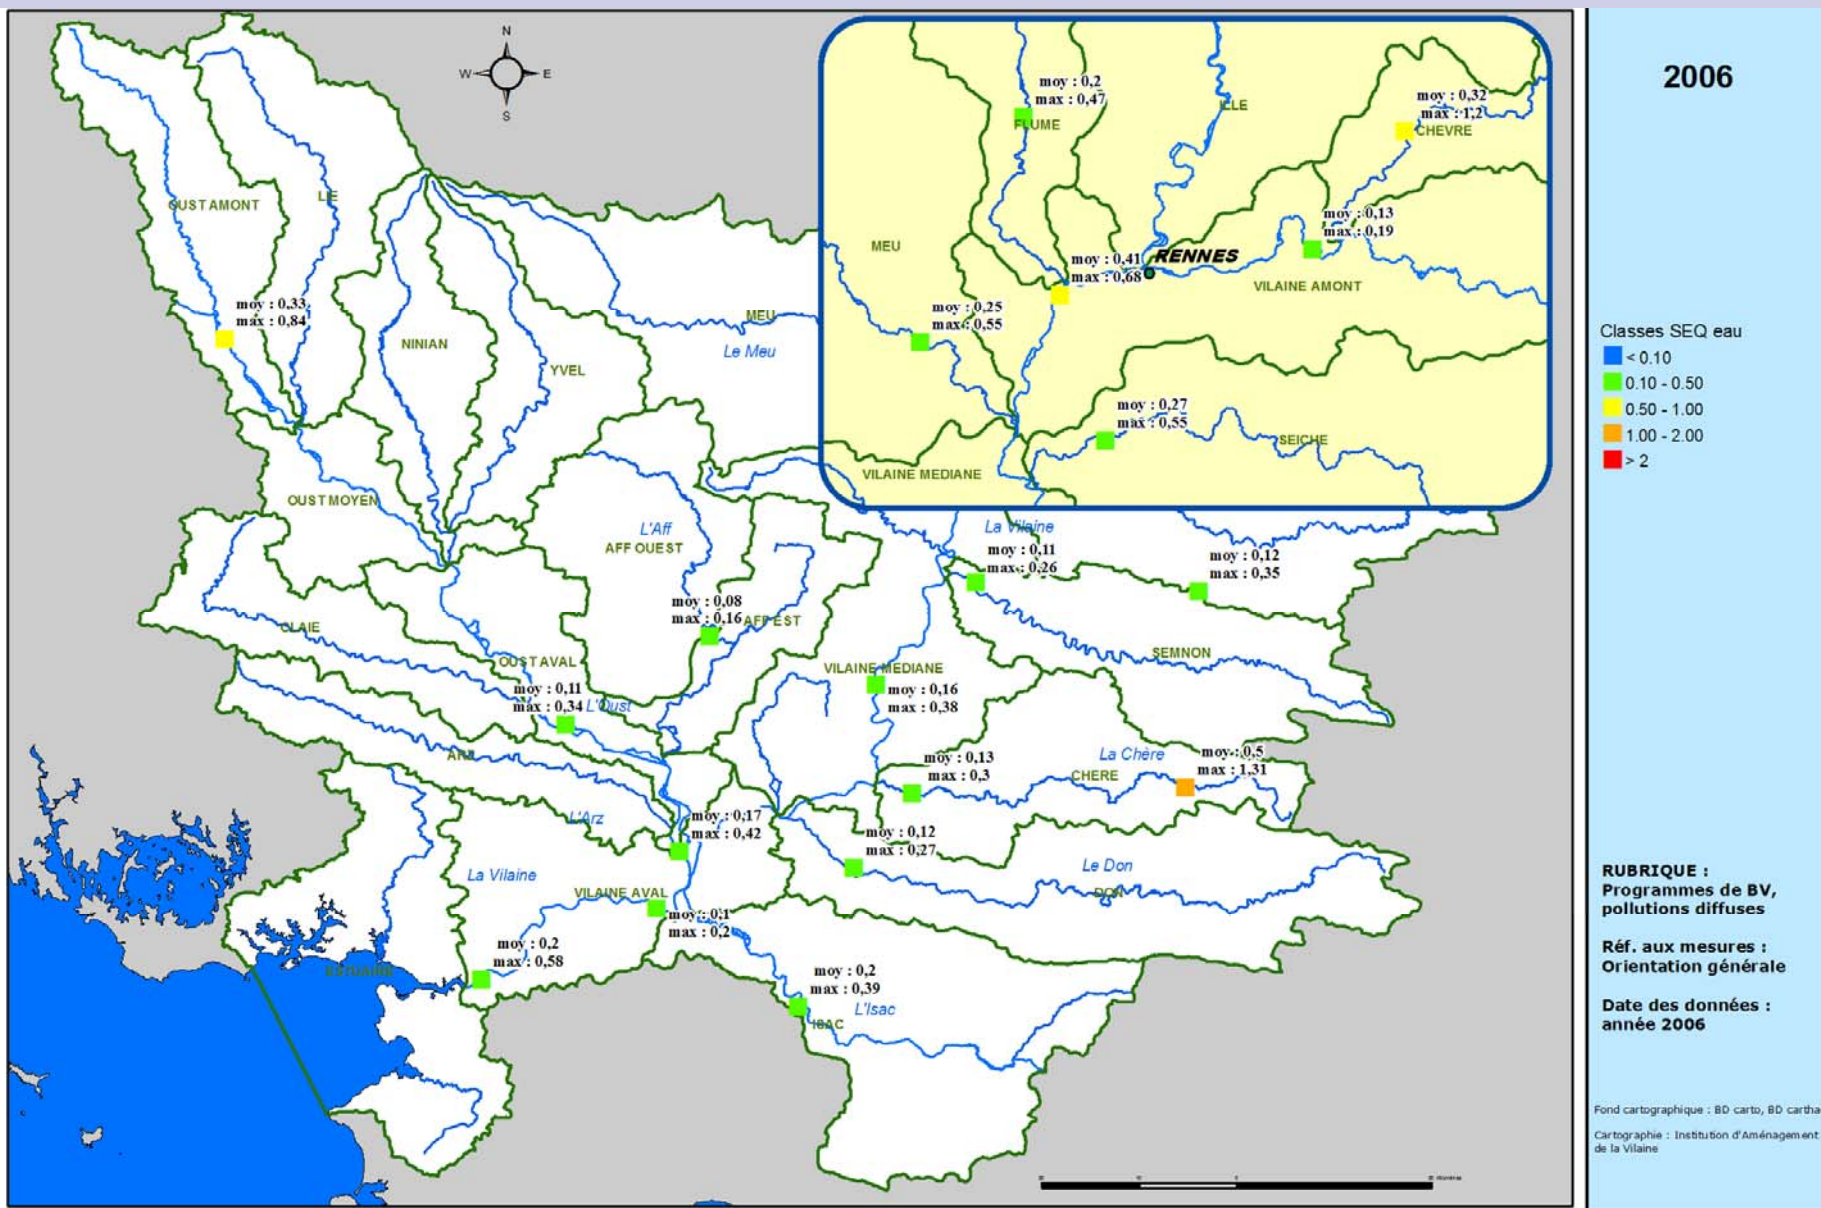 2006
N
W
E
S
moy : 0,2
max : 0,47
FLUME
ILLE
moy : 0,32
max : 1,2
CHEVRE
moy : 0,13
max : 0,19
MEU
moy : 0,41
max : 0,68
RENNES
VILAINE AMONT
moy : 0,25
max : 0,55
moy : 0,27
max : 0,55
SEICHE
VILAINE MEDIANE
OUST AMONT
LIE
moy : 0,33
max : 0,84
NINIAN
YVEL
MEU
Le Meu
OUST MOYEN
L'Aff
AFF OUEST
La Vilaine
moy : 0,11
max : 0,26
moy : 0,12
max : 0,35
moy : 0,08
max : 0,16
AFF EST
CLAIE
OUST AVAL
VILAINE MEDIANE
SEMNON
moy : 0,11
max : 0,34
L'Oust
moy : 0,16
max : 0,38
ARZ
moy : 0,13
max : 0,3
La Chère
CHERE
moy : 0,5
max : 1,31
L'Arz
moy : 0,17
max : 0,42
moy : 0,12
max : 0,27
Le Don
DON
La Vilaine
VILAINE AVAL
moy : 0,1
max : 0,2
moy : 0,2
max : 0,58
ESTUAIRE
moy : 0,2
max : 0,39
L'Isac
ISAC
Classes SEQ eau
< 0.10
0.10 - 0.50
0.50 - 1.00
1.00 - 2.00
> 2
RUBRIQUE :
Programmes de BV,
pollutions diffuses
Réf. aux mesures :
Orientation générale
Date des données :
année 2006
Fond cartographique : BD carto, BD cartha
Cartographie : Institution d'Aménagement
de la Vilaine